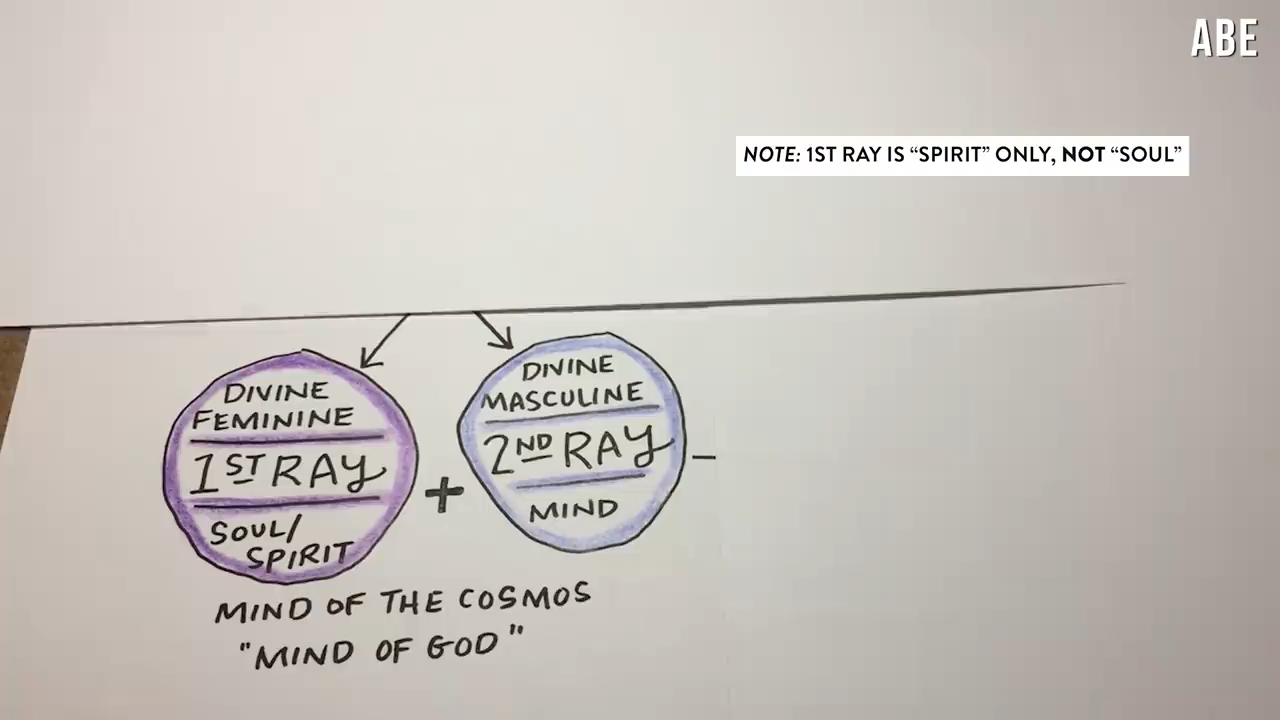 ABE
NOTE: 1ST RAY IS “SPIRIT” ONLY, NOT “SOUL”
DIVINE
FEMININE
1ST RAY
SOUL/
SPIRIT
+
DIVINE
MASCULINE
2ND RAY
MIND
MIND OF THE COSMOS
"MIND OF GOD"